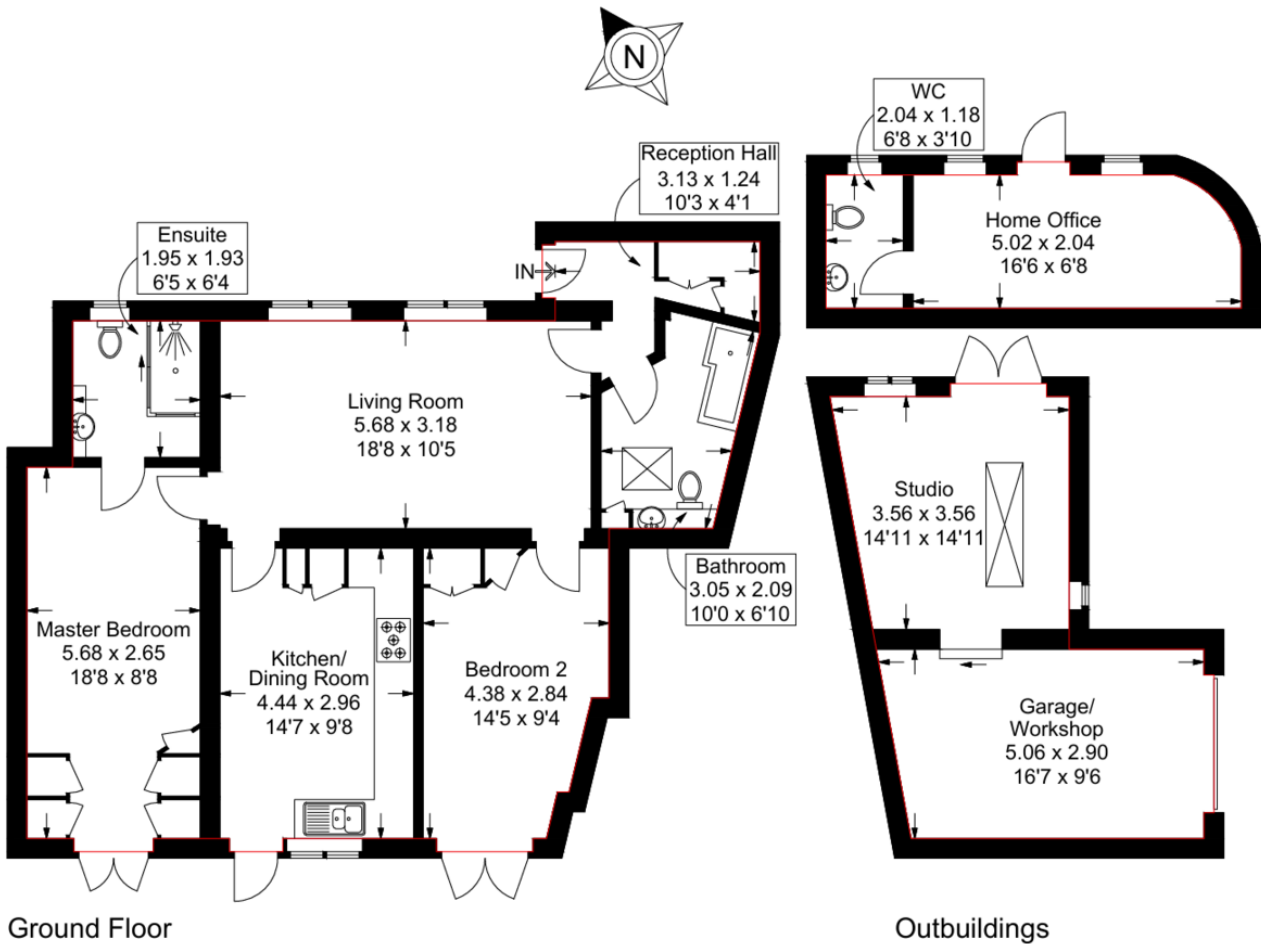 N
WC
2.04 x 1.18
6'8 x 3'10
Reception Hall
3.13 x 1.24
10'3 x 4'1
Ensuite
1.95 x 1.93
6'5 x 6'4
IN
Home Office
5.02 x 2.04
16'6 x 6'8
Living Room
5.68 x 3.18
18'8 x 10'5
Studio
3.56 x 3.56
14'11 x 14'11
Bathroom
3.05 x 2.09
10'0 x 6'10
Master Bedroom
5.68 x 2.65
18'8 x 8'8
Kitchen/
Dining Room
4.44 x 2.96
14'7 x 9'8
Bedroom 2
4.38 x 2.84
14'5 x 9'4
Garage/
Workshop
5.06 x 2.90
16'7 x 9'6
Ground Floor
Outbuildings